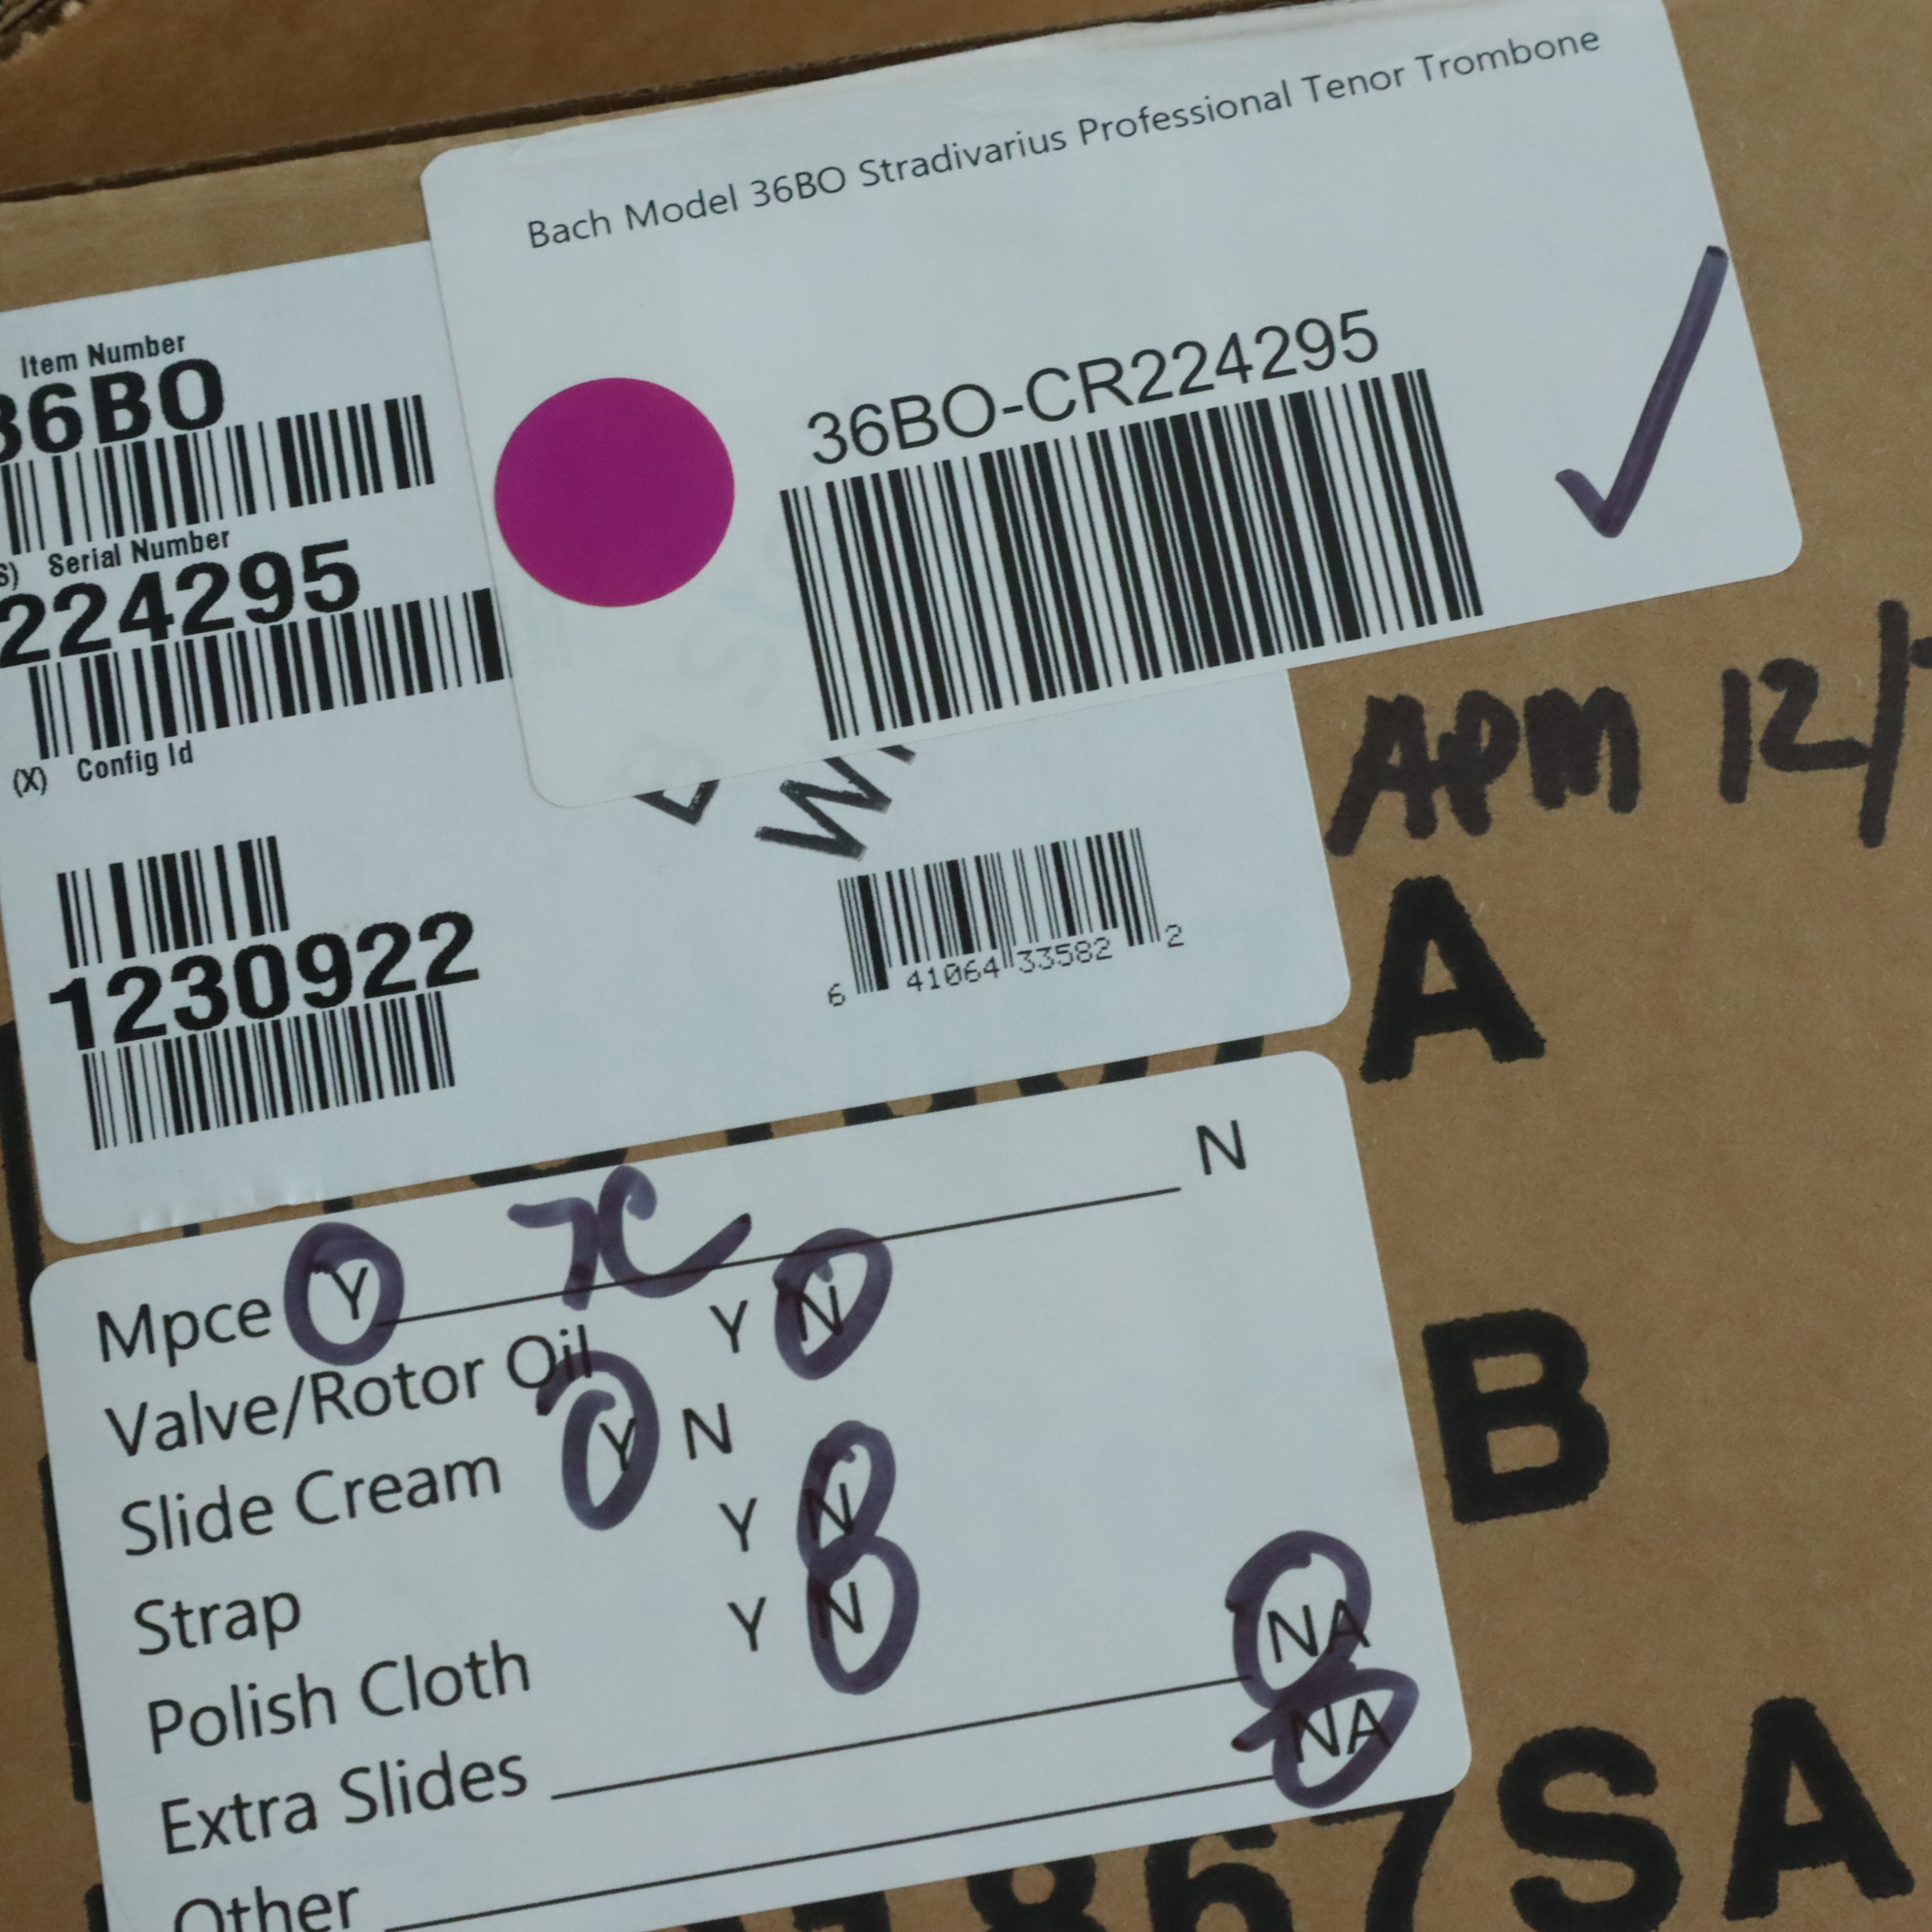 Bach Model 36BO Stradivarius Professional Tenor Trombone
36BO-CR224295
Item Number
36BO
(S) Serial Number
224295
(X) Config Id
1230922
6 41064 33582 2
APM 12/
A
Mpce Y 7C N
Valve/Rotor Oil Y N
Slide Cream Y N
Strap Y N
Polish Cloth Y N
Extra Slides NA
Other NA
B
867SA